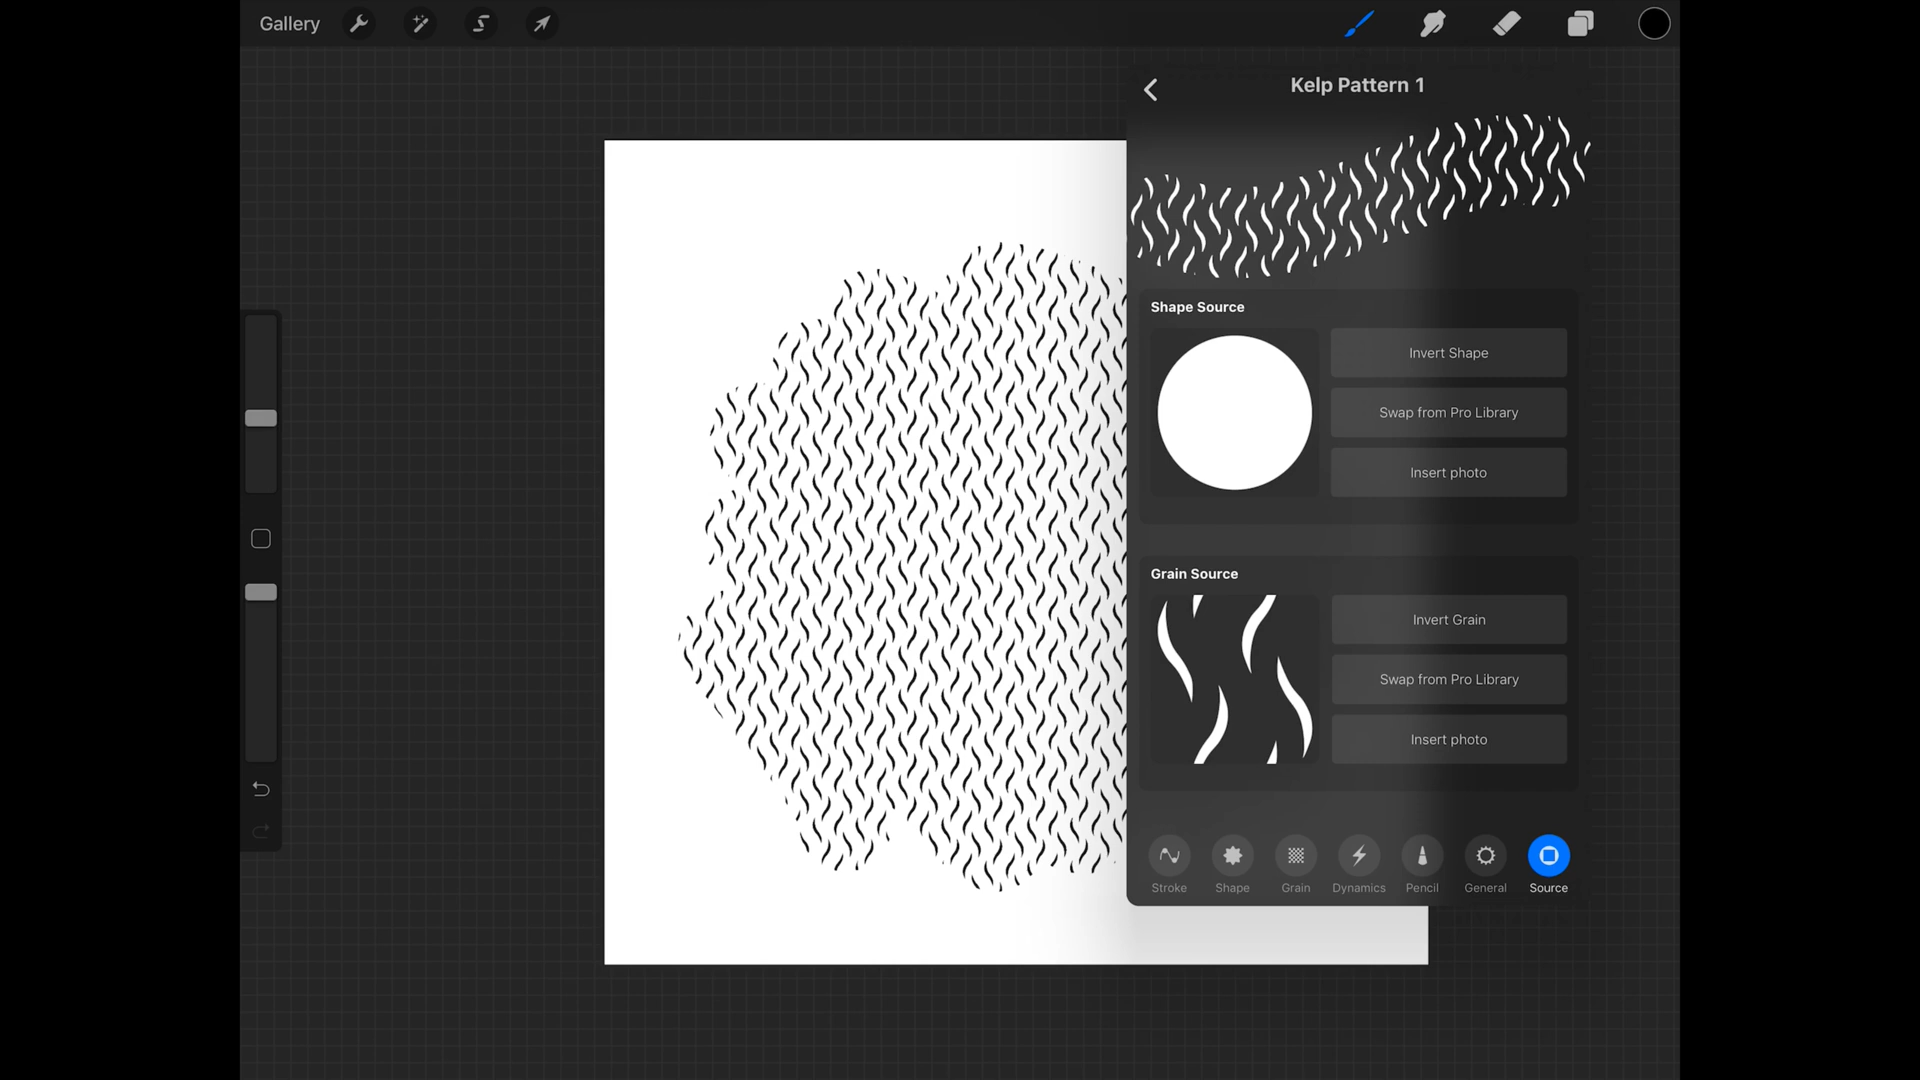 Gallery
Kelp Pattern 1
Shape Source
Invert Shape
Swap from Pro Library
Insert photo
Grain Source
Invert Grain
Swap from Pro Library
Insert photo
Stroke
Shape
Grain
Dynamics
Pencil
General
Source